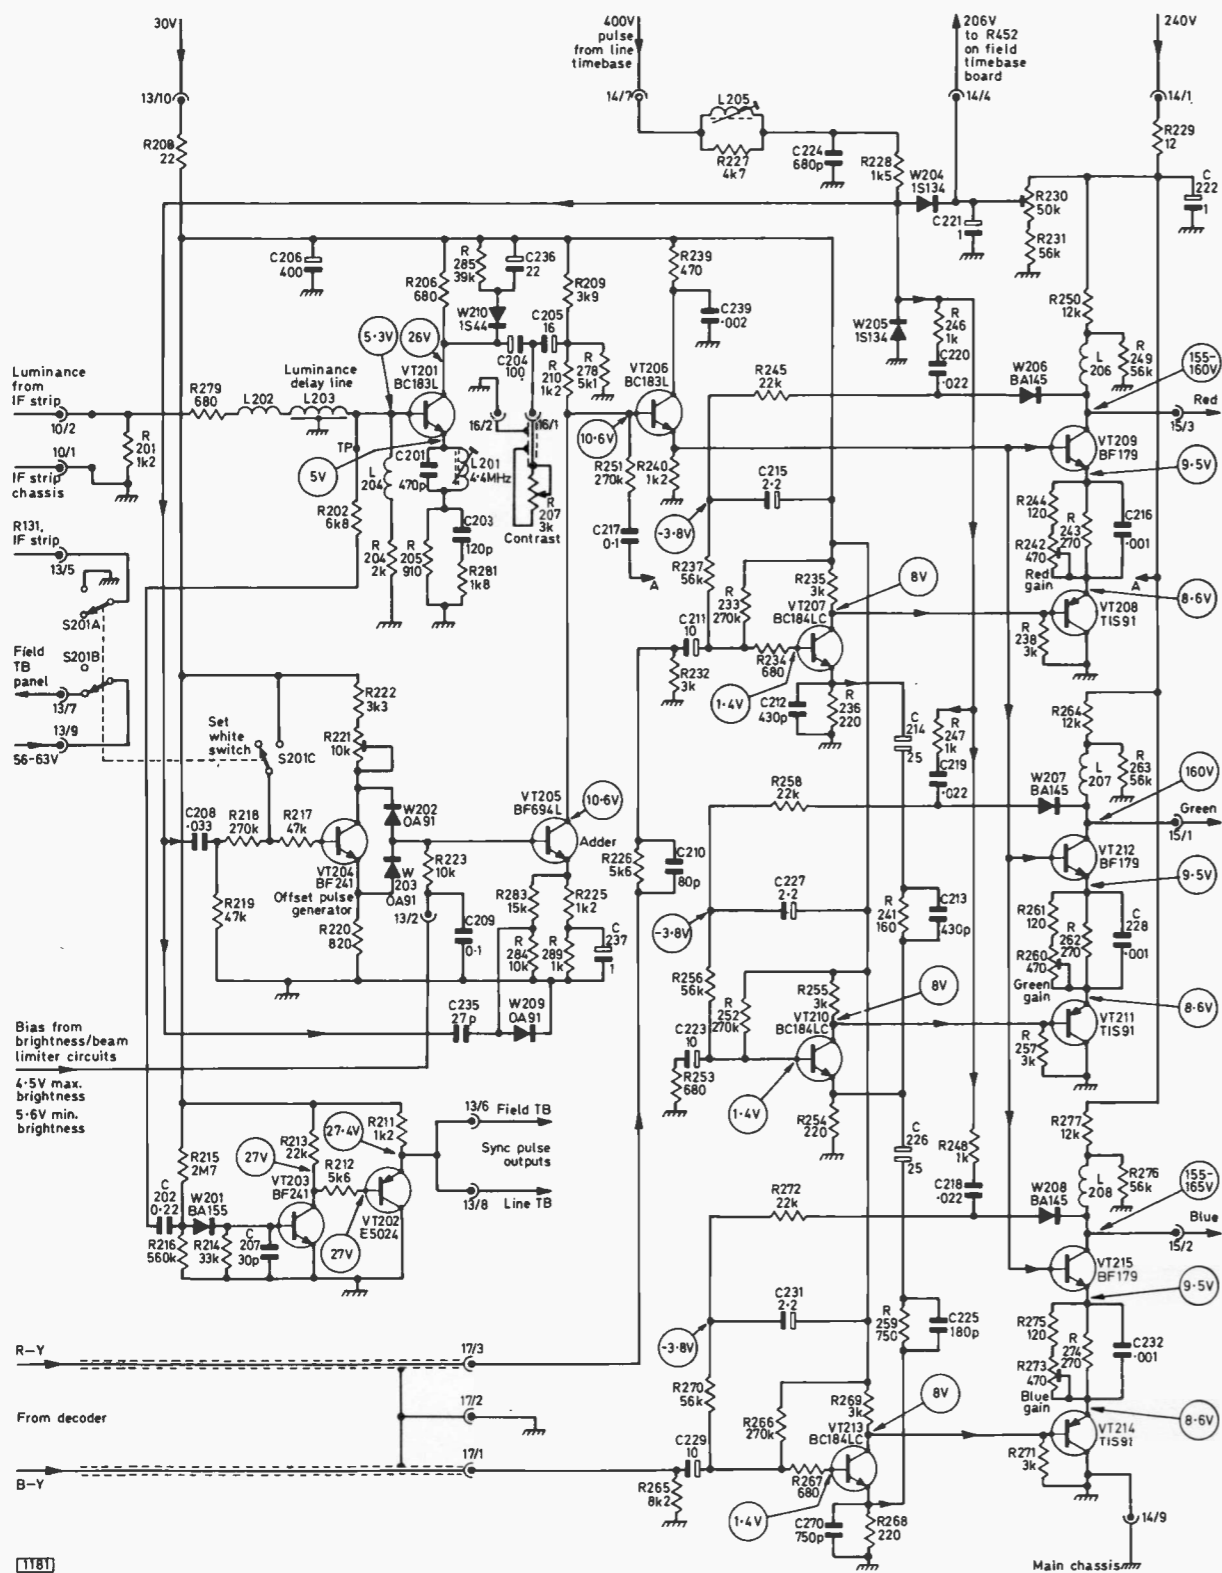 30V
400V
pulse
from line
timebase
206V
to R452
on field
timebase
board
240V
13/10
14/7
L205
14/4
14/1
R208
22
R227
4k7
C224
680p
R228
1k5
W204
1S134
R229
12
C
222
1
C221
1
R230
50k
R231
56k
C206
400
R206
680
R
285
39k
C236
22
R209
3k9
R239
470
W210
1S44
C205
16
C239
·002
W205
1S134
R
246
1k
C220
·022
R250
12k
L
206
R
249
56k
155-
160V
5·3V
26V
C204
100
R
210
1k2
R
278
5k1
VT206
BC183L
R245
22k
W206
BA145
Luminance
from
IF strip
10/2
R279
680
L202
Luminance
delay line
L203
VT201
BC183L
16/2
16/1
10·6V
Red
15/3
VT209
BF179
10/1
IF strip
chassis
R
201
1k2
TP
5V
L
204
C201
470p
L201
4·4MHz
R251
270k
R240
1k2
C215
2·2
9·5V
R202
6k8
R
207
3k
Contrast
C217
0·1
-3·8V
R244
120
R
243
270
C216
·001
R242
470
Red
gain
R131,
IF strip
13/5
R
204
2k
R
205
910
C203
120p
R281
1k8
A
R237
56k
R
233
270k
R235
3k
8V
VT207
BC184LC
A
8·6V
VT208
TIS91
S201A
C211
10
R232
3k
R234
680
R
238
3k
Field
TB
panel
S201B
13/7
13/9
56-63V
Set
white
switch
S201C
R222
3k3
R221
10k
1·4V
C212
430p
R
236
220
C
214
25
R
247
1k
C219
·022
R264
12k
L
207
R
263
56k
160V
W207
BA145
R258
22k
Green
15/1
C208
·033
R218
270k
R217
47k
W202
OA91
VT205
BF694L
10·6V
Adder
VT204
BF241
Offset pulse
generator
W
203
OA91
R223
10k
13/2
R226
5k6
C210
80p
VT212
BF179
9·5V
R219
47k
R220
820
C209
0·1
R283
15k
R225
1k2
R
284
10k
R
289
1k
C
237
1
C227
2·2
-3·8V
R
241
160
C213
430p
R261
120
R
262
270
C
228
·001
R260
470
Green
gain
R256
56k
R
252
270k
R255
3k
8V
VT210
BC184LC
8·6V
VT211
TIS91
C235
27p
W209
OA91
C223
10
R
257
3k
Bias from
brightness/beam
limiter circuits
4·5V max.
brightness
5·6V min.
brightness
R253
680
1·4V
R254
220
13/6
Field TB
Sync pulse
outputs
13/8
Line TB
R215
2M7
27V
R213
22k
27·4V
R211
1k2
R212
5k6
VT203
BF241
VT202
E5024
27V
C
202
0·22
W201
BA155
R216
560k
R214
33k
C
207
30p
C
226
25
R248
1k
C218
·022
R277
12k
L
208
R276
56k
155-
165V
W208
BA145
R272
22k
Blue
15/2
VT215
BF179
9·5V
C231
2·2
-3·8V
R
259
750
C225
180p
R275
120
R
274
270
C232
·001
R273
470
Blue
gain
R-Y
17/3
From decoder
17/2
17/1
B-Y
R270
56k
R266
270k
R269
3k
8V
VT213
BC184LC
8·6V
VT214
TIS91
C229
10
R265
8k2
R267
680
R271
3k
1·4V
C270
750p
R268
220
14/9
Main chassis
1181